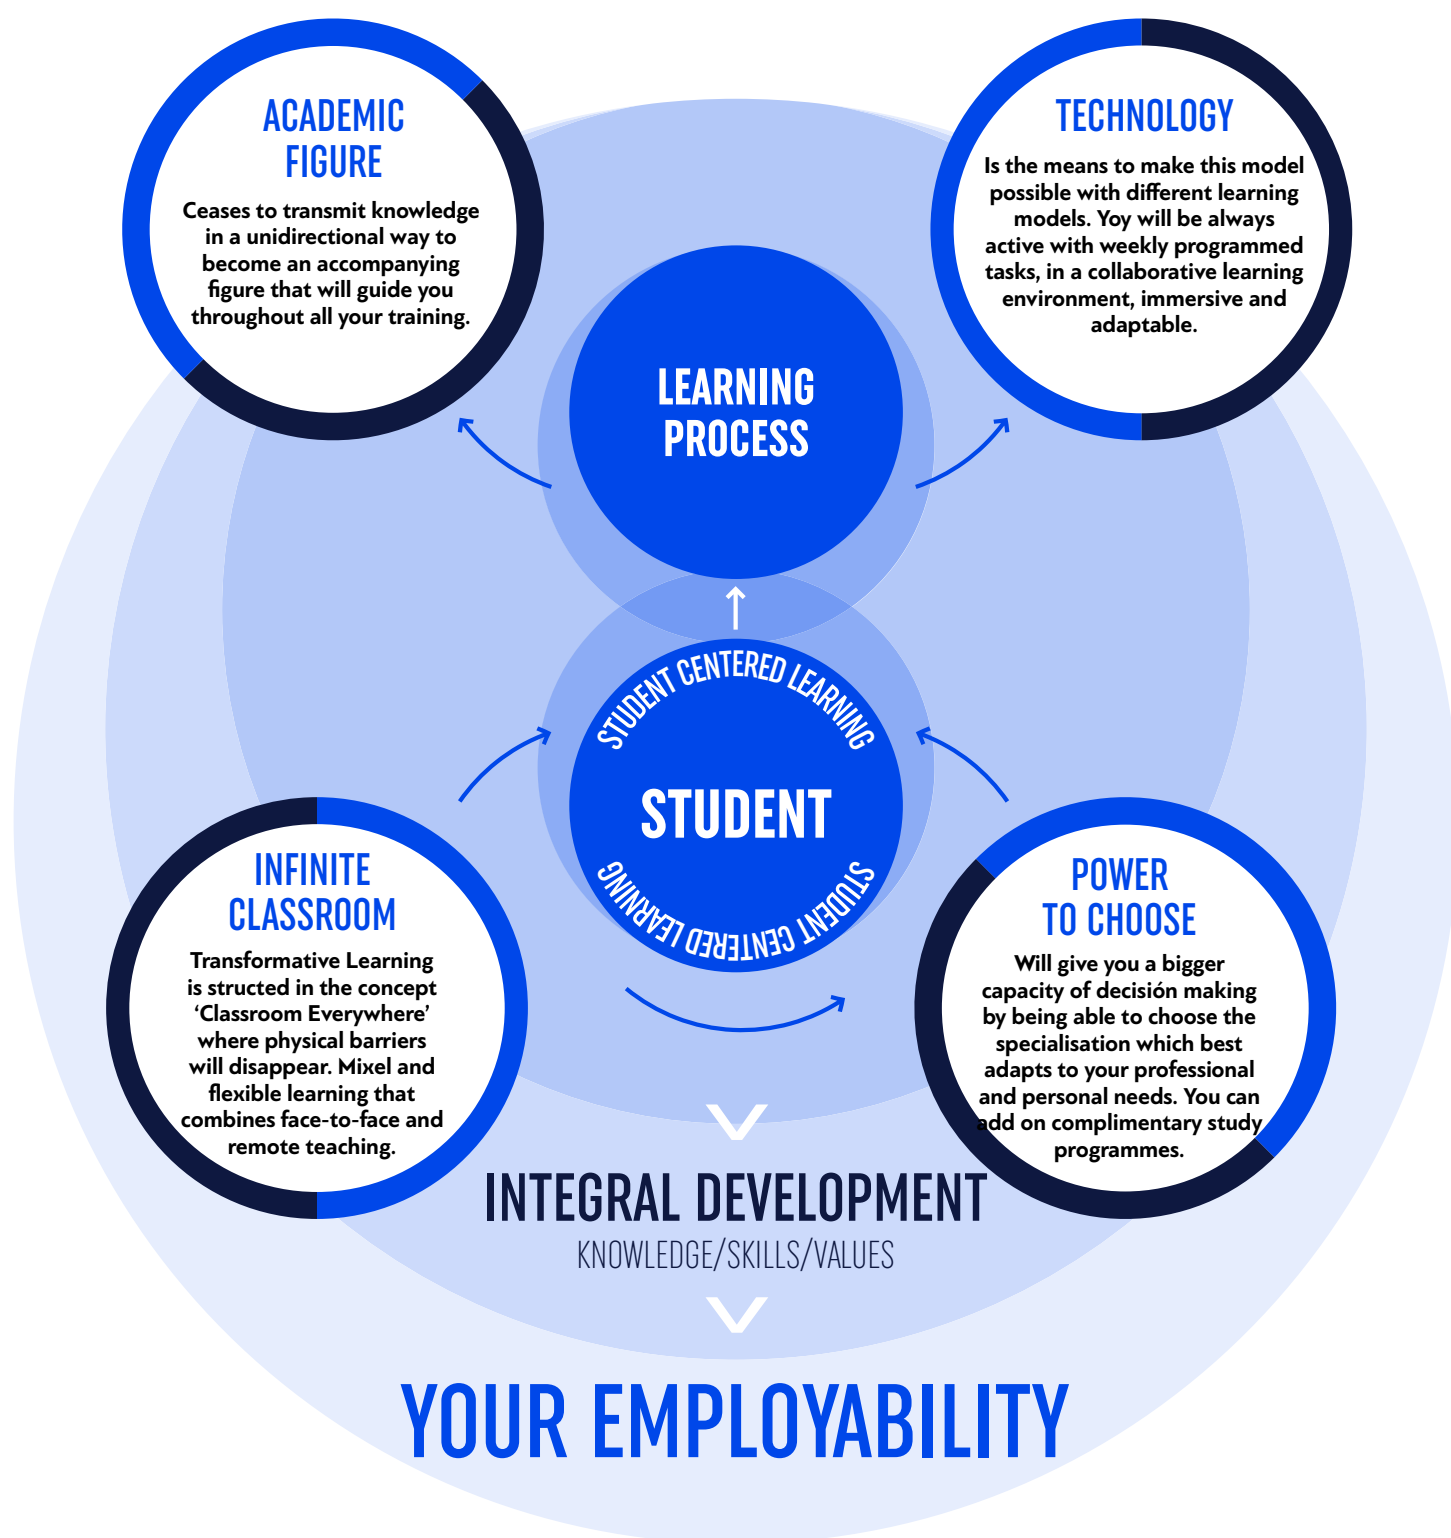 ACADEMIC
FIGURE
Ceases to transmit knowledge
in a unidirectional way to
become an accompanying
figure that will guide you
throughout all your training.
TECHNOLOGY
Is the means to make this model
possible with different learning
models. Yoy will be always
active with weekly programmed
tasks, in a collaborative learning
environment, immersive and
adaptable.
LEARNING
PROCESS
STUDENT CENTERED LEARNING
STUDENT
STUDENT CENTERED LEARNING
INFINITE
CLASSROOM
Transformative Learning
is structed in the concept
‘Classroom Everywhere’
where physical barriers
will disappear. Mixel and
flexible learning that
combines face-to-face and
remote teaching.
POWER
TO CHOOSE
Will give you a bigger
capacity of decisión making
by being able to choose the
specialisation which best
adapts to your professional
and personal needs. You can
add on complimentary study
programmes.
INTEGRAL DEVELOPMENT
KNOWLEDGE/SKILLS/VALUES
YOUR EMPLOYABILITY